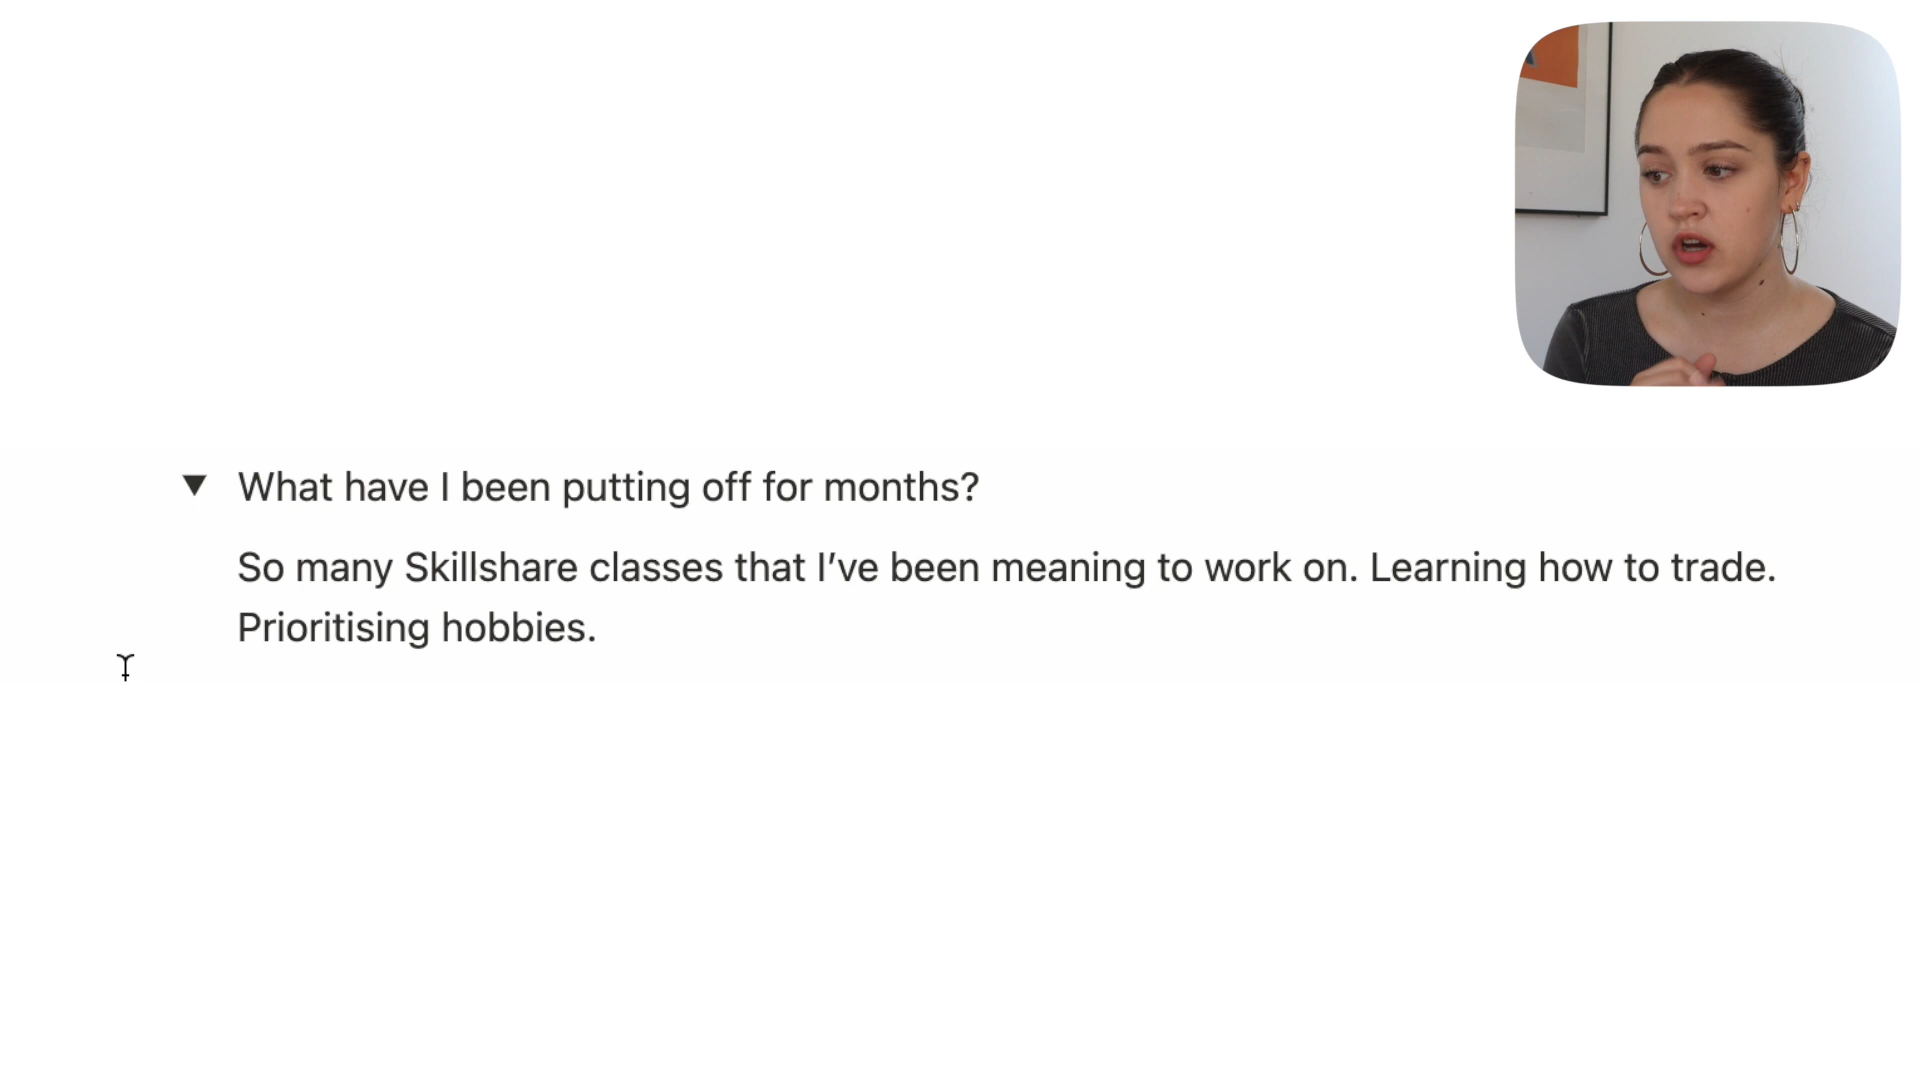 What have I been putting off for months?
So many Skillshare classes that I’ve been meaning to work on. Learning how to trade.
Prioritising hobbies.